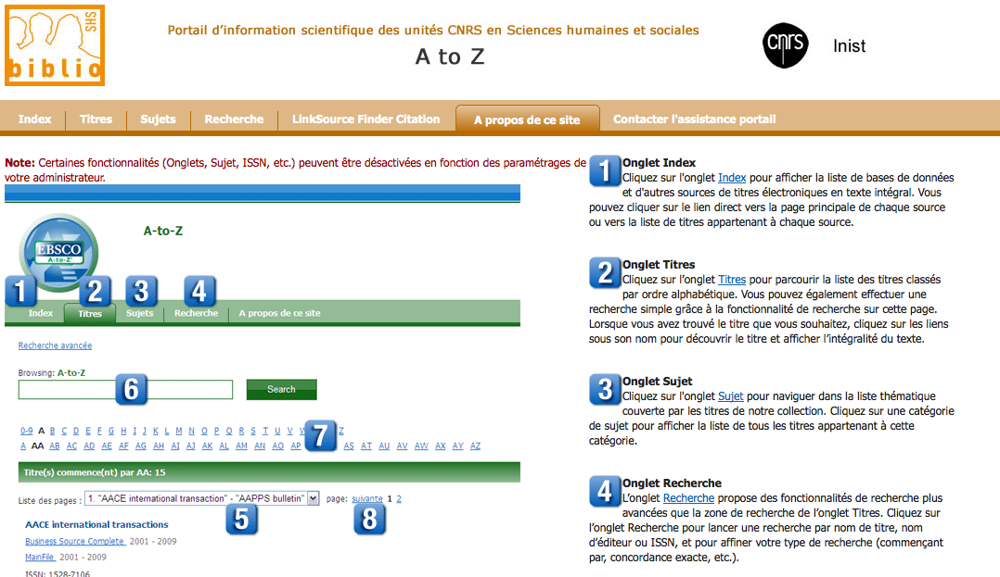 SHS
biblio
Portail d'information scientifique des unités CNRS en Sciences humaines et sociales
A to Z
cnrs
Inist
Index
Titres
Sujets
Recherche
LinkSource Finder Citation
A propos de ce site
Contacter l'assistance portail
Note: Certaines fonctionnalités (Onglets, Sujet, ISSN, etc.) peuvent être désactivées en fonction des paramétrages de
votre administrateur.
EBSCO
A-to-Z
A-to-Z
1
2
3
4
Index
Titres
Sujets
Recherche
A propos de ce site
Recherche avancée
Browsing: A-to-Z
6
Search
0-9 A B C D E F G H I J K L M N O P Q R S T U V Z
7
A AA AB AC AD AE AF AG AH AI AJ AK AL AM AN AO AP AS AT AU AV AW AX AY AZ
Titre(s) commence(nt) par AA: 15
Liste des pages : 1. "AACE international transaction" - "AAPPS bulletin" page: suivante 1 2
5
8
AACE international transactions
Business Source Complete 2001 - 2009
MainFile 2001 - 2009
ISSN: 1528-7106
1 Onglet Index
Cliquez sur l'onglet Index pour afficher la liste de bases de données
et d'autres sources de titres électroniques en texte intégral. Vous
pouvez cliquer sur le lien direct vers la page principale de chaque source
ou vers la liste de titres appartenant à chaque source.
2 Onglet Titres
Cliquez sur l'onglet Titres pour parcourir la liste des titres classés
par ordre alphabétique. Vous pouvez également effectuer une
recherche simple grâce à la fonctionnalité de recherche sur cette page.
Lorsque vous avez trouvé le titre que vous souhaitez, cliquez sur les liens
sous son nom pour découvrir le titre et afficher l'intégralité du texte.
3 Onglet Sujet
Cliquez sur l'onglet Sujet pour naviguer dans la liste thématique
couverte par les titres de notre collection. Cliquez sur une catégorie
de sujet pour afficher la liste de tous les titres appartenant à cette
catégorie.
4 Onglet Recherche
L'onglet Recherche propose des fonctionnalités de recherche plus
avancées que la zone de recherche de l'onglet Titres. Cliquez sur
l'onglet Recherche pour lancer une recherche par nom de titre, nom
d'éditeur ou ISSN, et pour affiner votre type de recherche (commençant
par, concordance exacte, etc.).